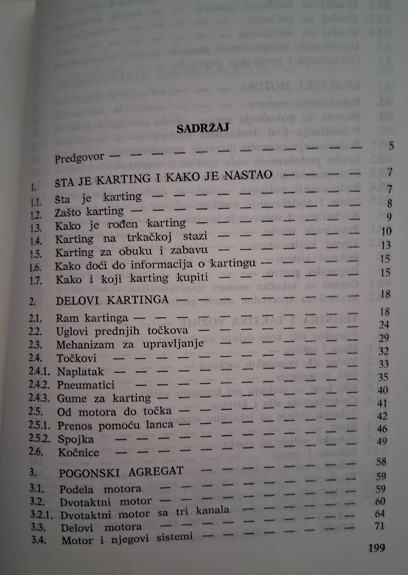 SADRŽAJ
Predgovor — — — — — — — — — — — 5
1. ŠTA JE KARTING I KAKO JE NASTAO — — — — 7
1.1. Šta je karting — — — — — — — — — 7
1.2. Zašto karting — — — — — — — — — 8
1.3. Kako je rođen karting — — — — — — — 9
1.4. Karting na trkačkoj stazi — — — — — — 10
1.5. Karting za obuku i zabavu — — — — — — 13
1.6. Kako doći do informacija o kartingu — — — — 15
1.7. Kako i koji karting kupiti — — — — — — 15
2. DELOVI KARTINGA — — — — — — — — 18
2.1. Ram kartinga — — — — — — — — — 18
2.2. Uglovi prednjih točkova — — — — — — — 24
2.3. Mehanizam za upravljanje — — — — — — 29
2.4. Točkovi — — — — — — — — — — 32
2.4.1. Naplatak — — — — — — — — — — 33
2.4.2. Pneumatici — — — — — — — — — — 35
2.4.3. Gume za karting — — — — — — — — 40
2.5. Od motora do točka — — — — — — — — 41
2.5.1. Prenos pomoću lanca — — — — — — — 42
2.5.2. Spojka — — — — — — — — — — — 46
2.6. Kočnice — — — — — — — — — — — 49
3. POGONSKI AGREGAT — — — — — — — 58
3.1. Podela motora — — — — — — — — — 59
3.2. Dvotaktni motor — — — — — — — — 59
3.2.1. Dvotaktni motor sa tri kanala — — — — — 60
3.3. Delovi motora — — — — — — — — — 64
3.4. Motor i njegovi sistemi — — — — — — — 71
199